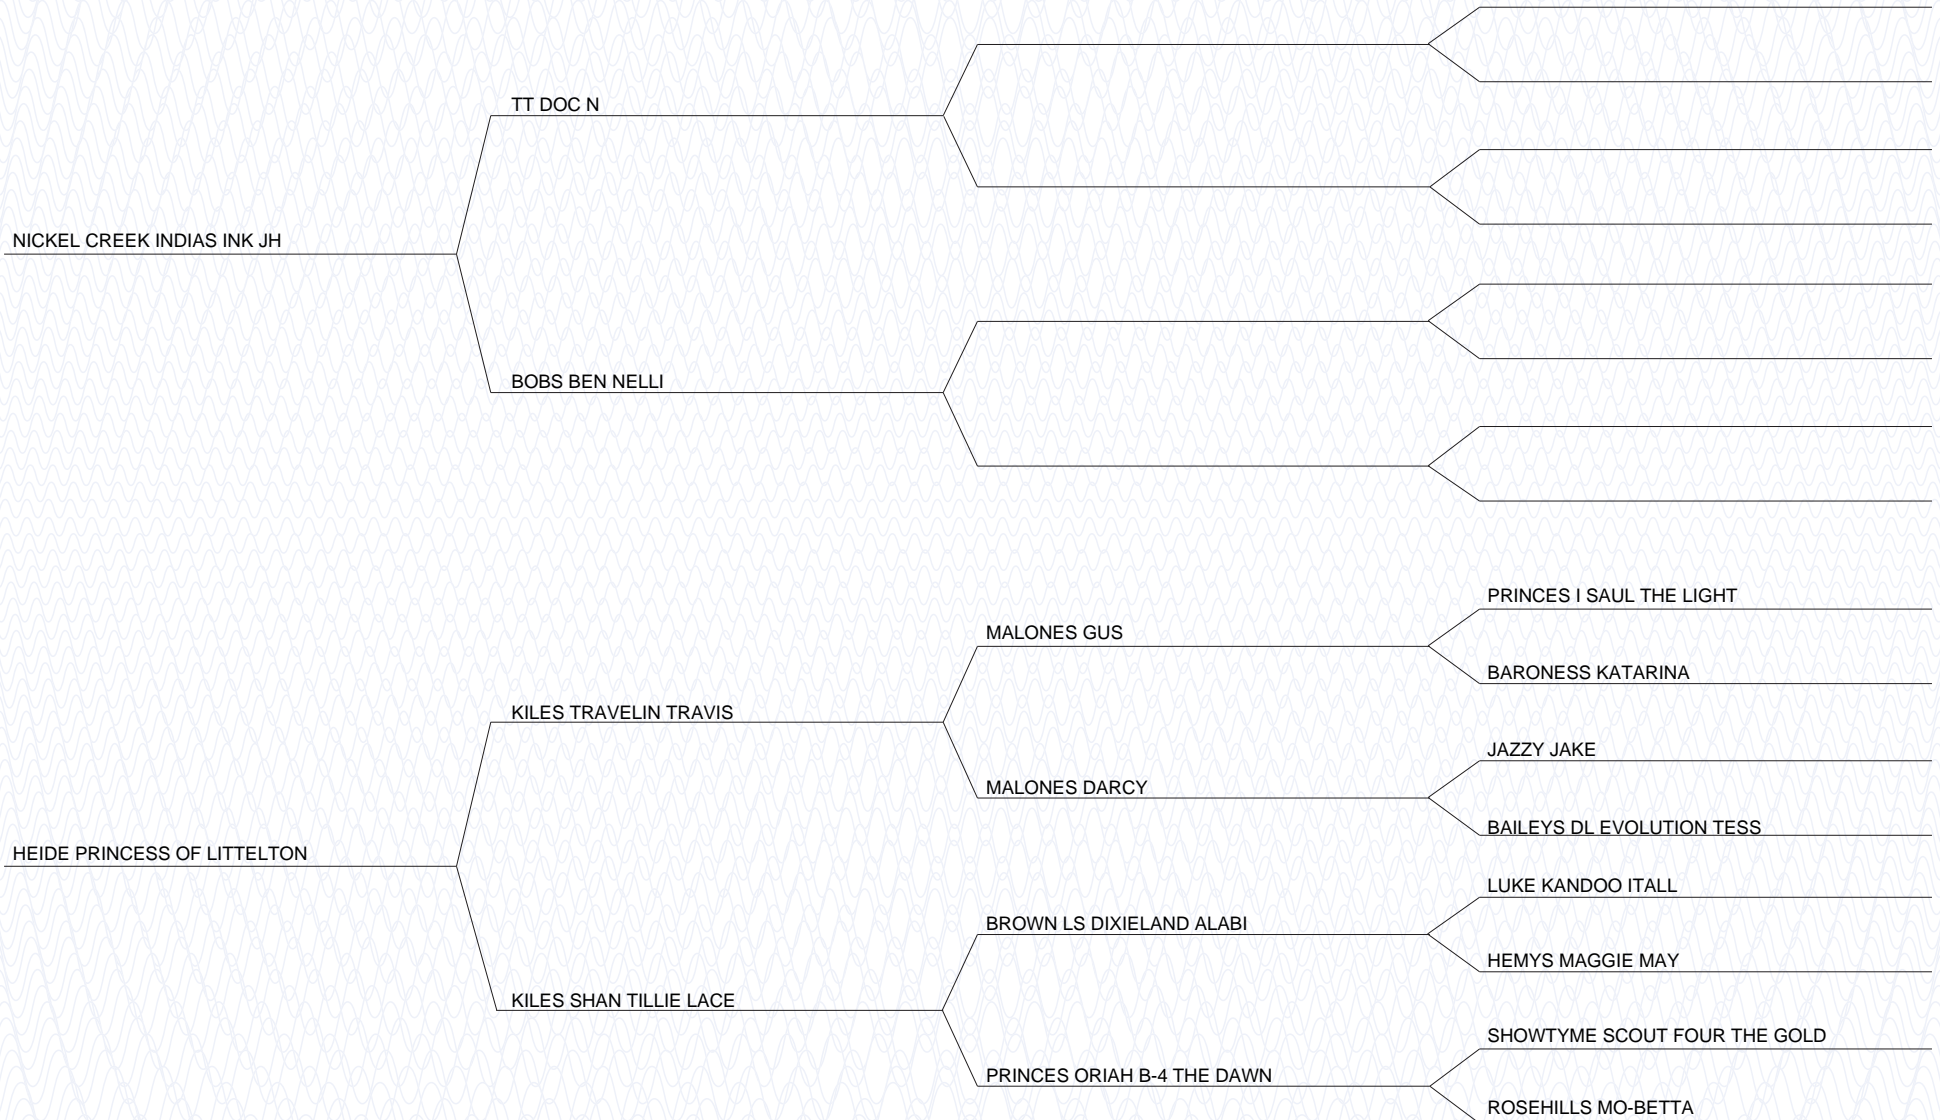 TT DOC N
NICKEL CREEK INDIAS INK JH
BOBS BEN NELLI
PRINCES I SAUL THE LIGHT
MALONES GUS
BARONESS KATARINA
KILES TRAVELIN TRAVIS
JAZZY JAKE
MALONES DARCY
BAILEYS DL EVOLUTION TESS
HEIDE PRINCESS OF LITTELTON
LUKE KANDOO ITALL
BROWN LS DIXIELAND ALABI
HEMYS MAGGIE MAY
KILES SHAN TILLIE LACE
SHOWTYME SCOUT FOUR THE GOLD
PRINCES ORIAH B-4 THE DAWN
ROSEHILLS MO-BETTA